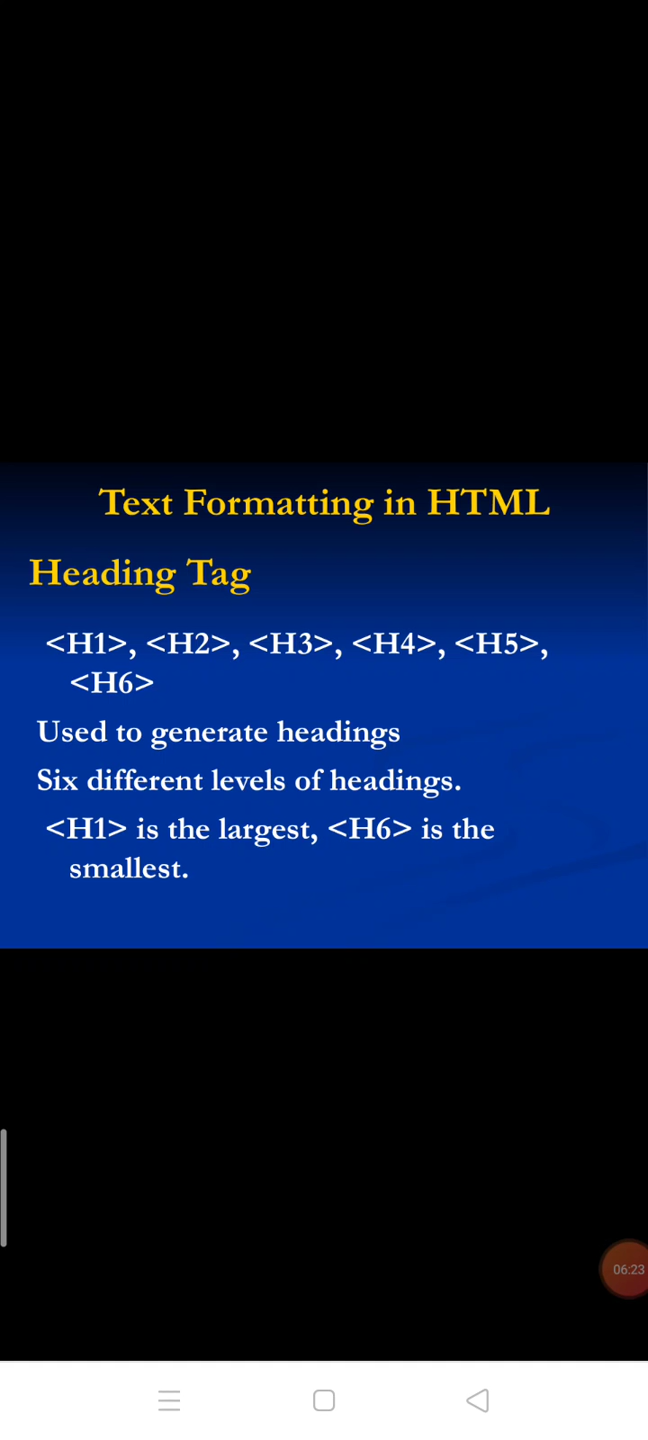 Text Formatting in HTML
Heading Tag
<H1>, <H2>, <H3>, <H4>, <H5>,
<H6>
Used to generate headings
Six different levels of headings.
<H1> is the largest, <H6> is the
smallest.
06:23